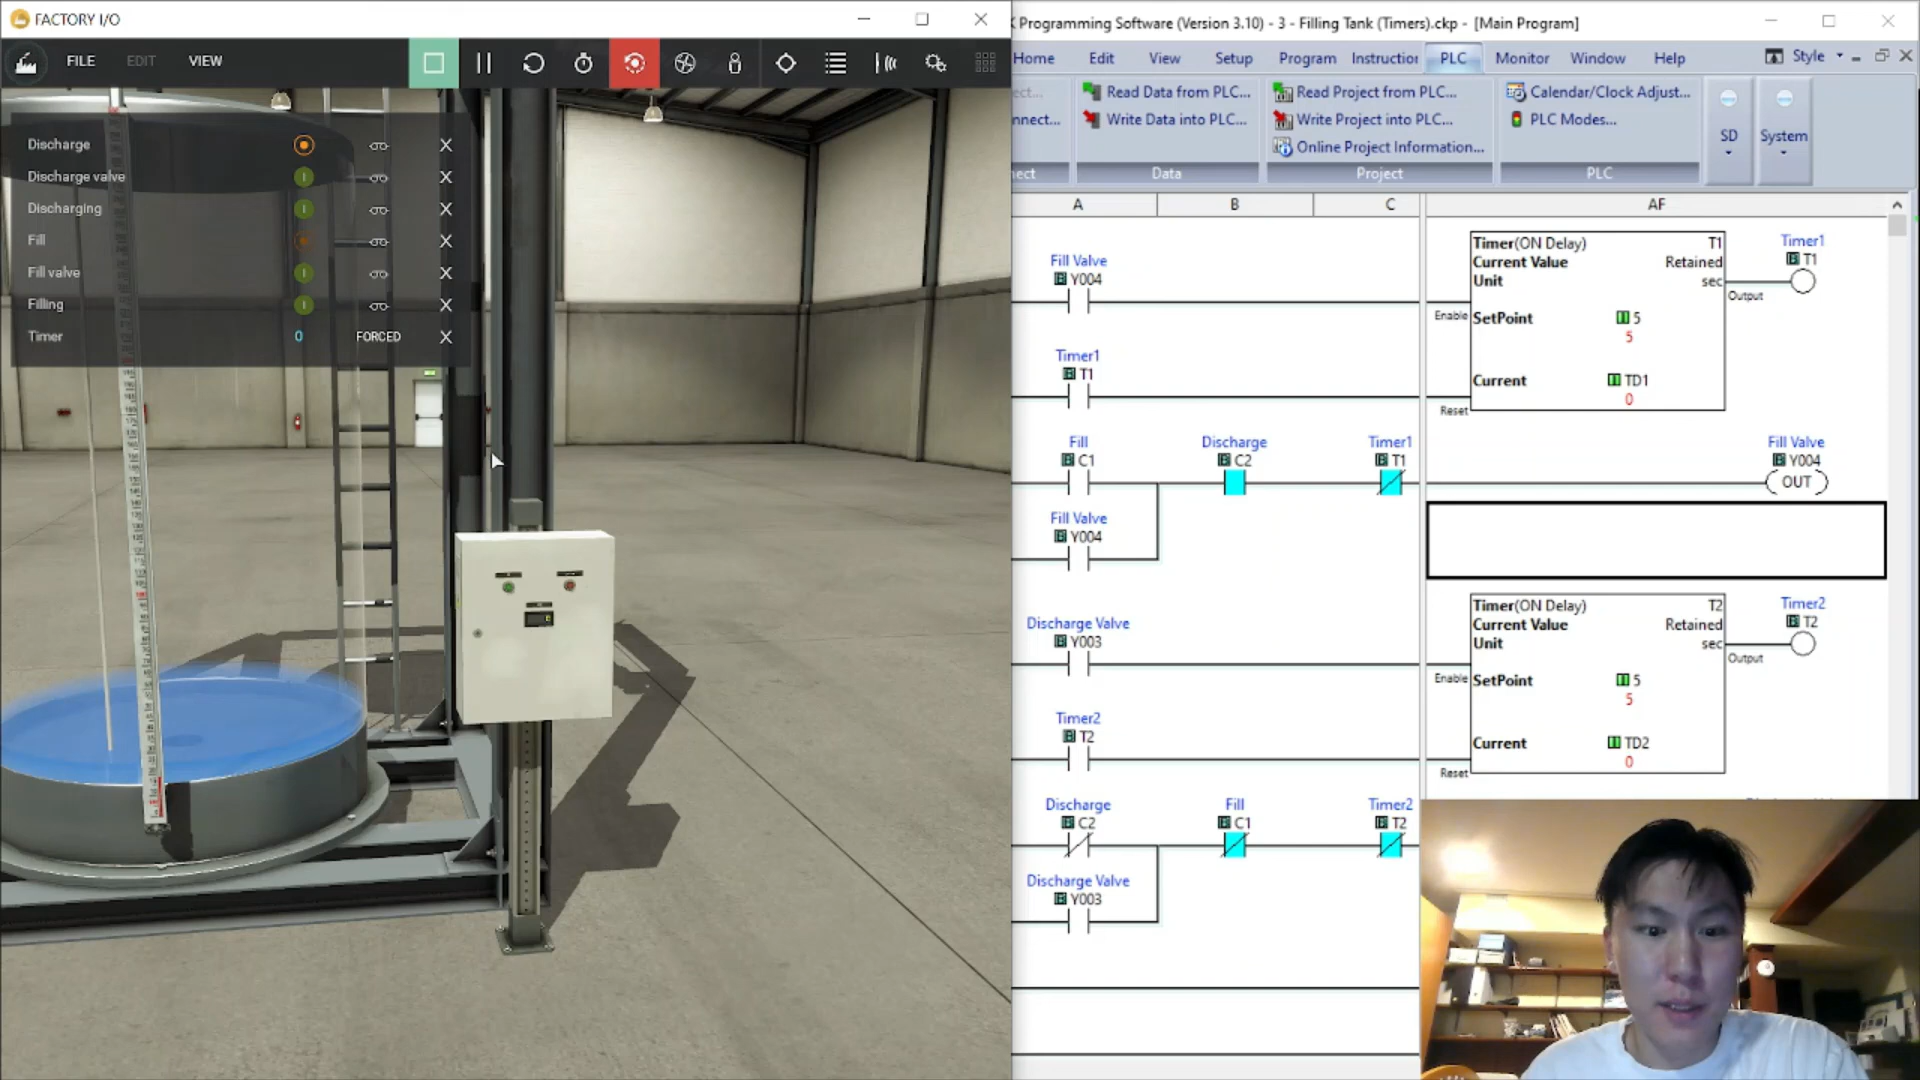 FACTORY I/O
FILE EDIT VIEW
Discharge
Discharge valve
Discharging
Fill
Fill valve
Filling
Timer 0 FORCED
Programming Software (Version 3.10) - 3 - Filling Tank (Timers).ckp - [Main Program]
Home Edit View Setup Program Instruction PLC Monitor Window Help Style
Read Data from PLC...
Write Data into PLC...
Data
Read Project from PLC...
Write Project into PLC...
Online Project Information...
Project
Calendar/Clock Adjust...
PLC Modes...
PLC
SD
System
A B C AF
Fill Valve
Y004
Timer1
T1
Timer(ON Delay) T1
Current Value Retained
Unit sec
Enable SetPoint 5
5
Current TD1
0
Reset
Output
Timer1
T1
Fill
C1
Discharge
C2
Timer1
T1
Fill Valve
Y004
OUT
Fill Valve
Y004
Discharge Valve
Y003
Timer2
T2
Timer(ON Delay) T2
Current Value Retained
Unit sec
Enable SetPoint 5
5
Current TD2
0
Reset
Output
Timer2
T2
Discharge
C2
Fill
C1
Timer2
T2
Discharge Valve
Y003